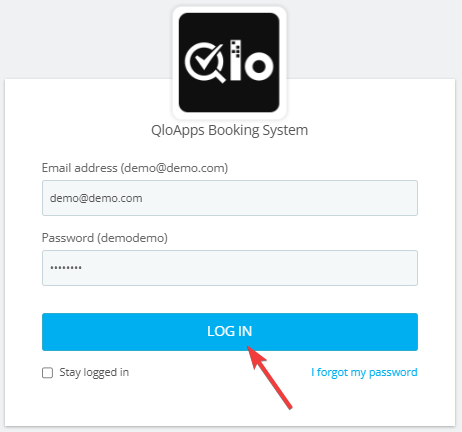 Qlo
QloApps Booking System
Email address (demo@demo.com)
demo@demo.com
Password (demodemo)
••••••••
LOG IN
Stay logged in
I forgot my password